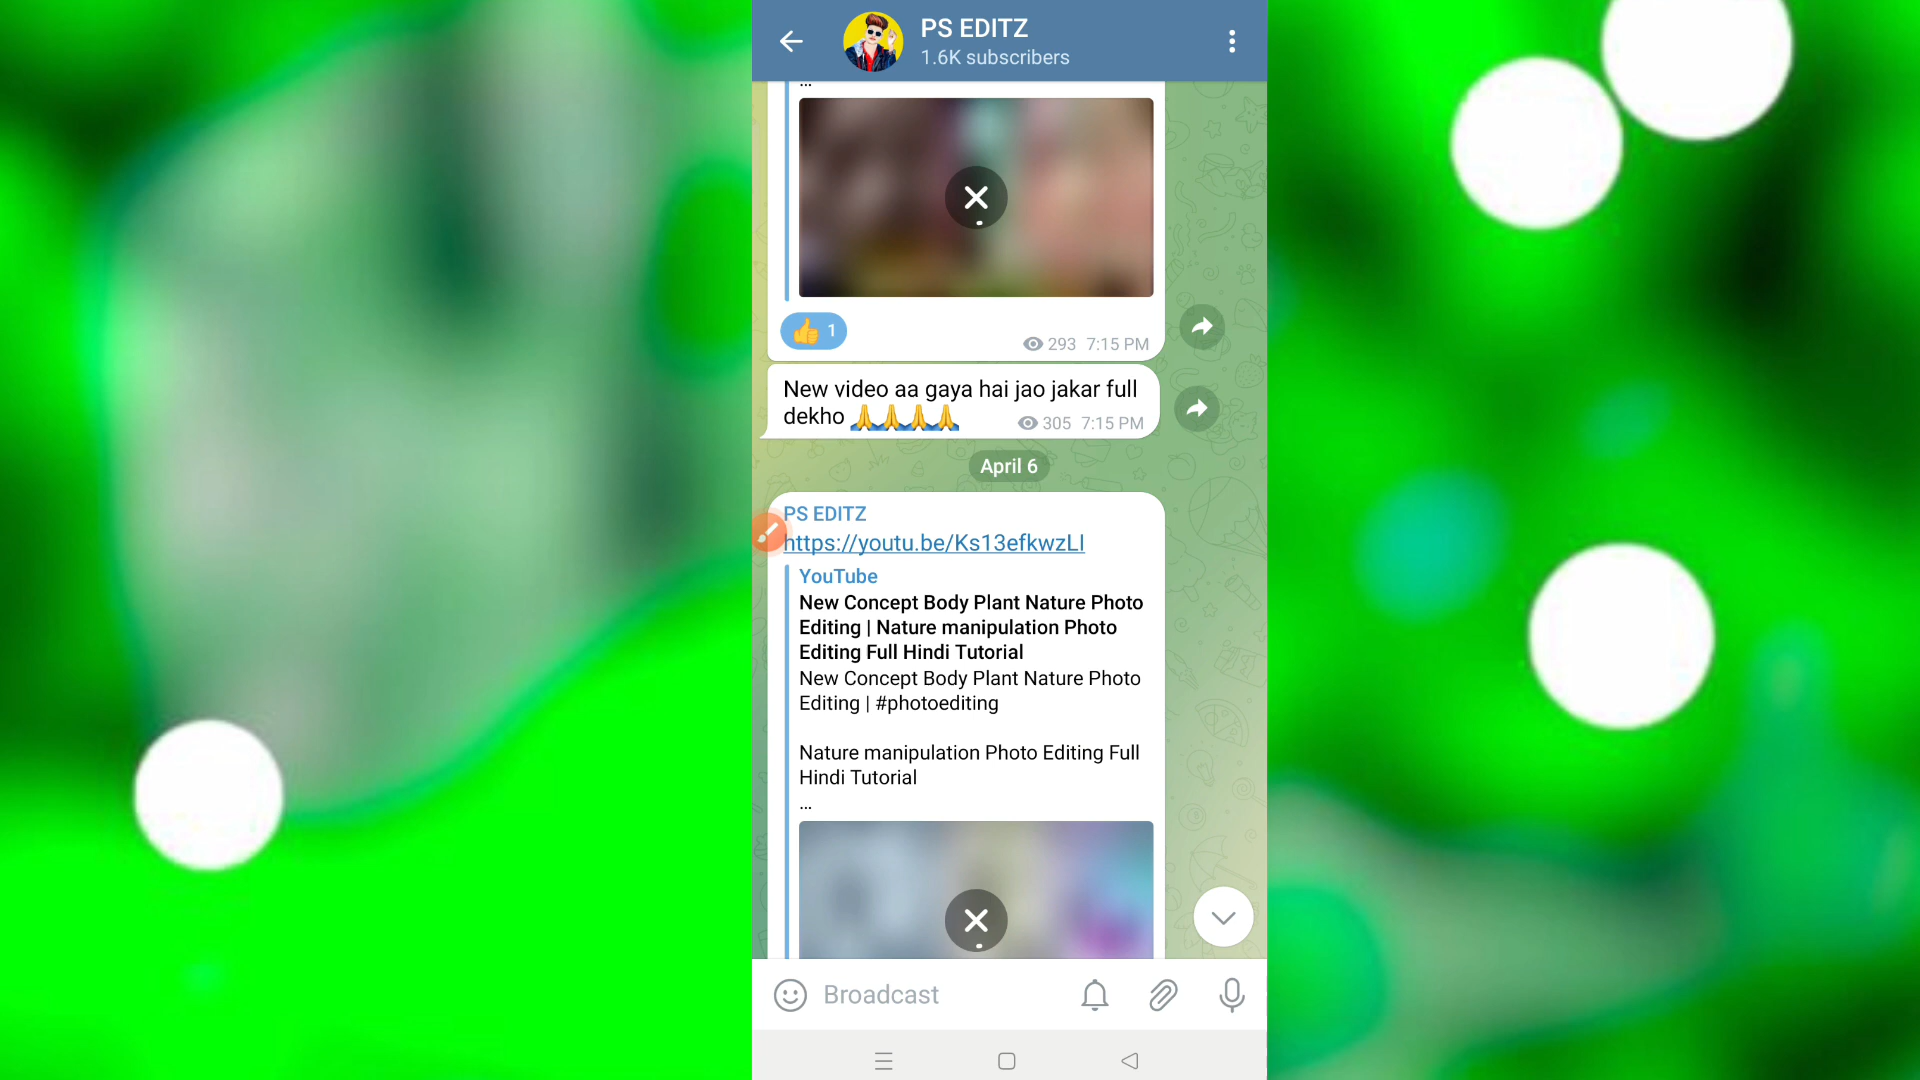 PS EDITZ
1.6K subscribers
...
1
293 7:15 PM
New video aa gaya hai jao jakar full
dekho 🙏🙏🙏🙏 305 7:15 PM
April 6
PS EDITZ
https://youtu.be/Ks13efkwzLI
YouTube
New Concept Body Plant Nature Photo
Editing | Nature manipulation Photo
Editing Full Hindi Tutorial
New Concept Body Plant Nature Photo
Editing | #photoediting
Nature manipulation Photo Editing Full
Hindi Tutorial
...
Broadcast